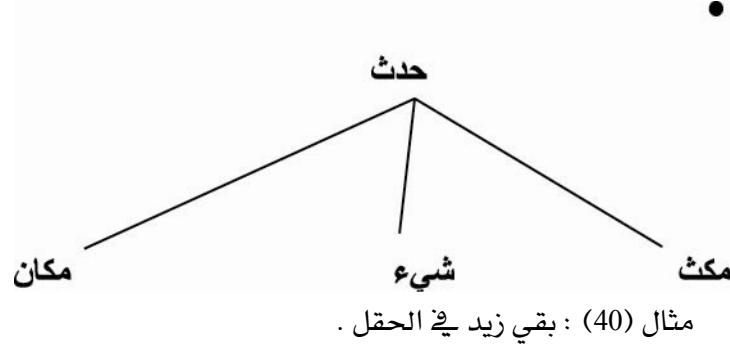 •
حدث
مكث شيء مكان
مثال (40) : بقي زيد في الحقل .